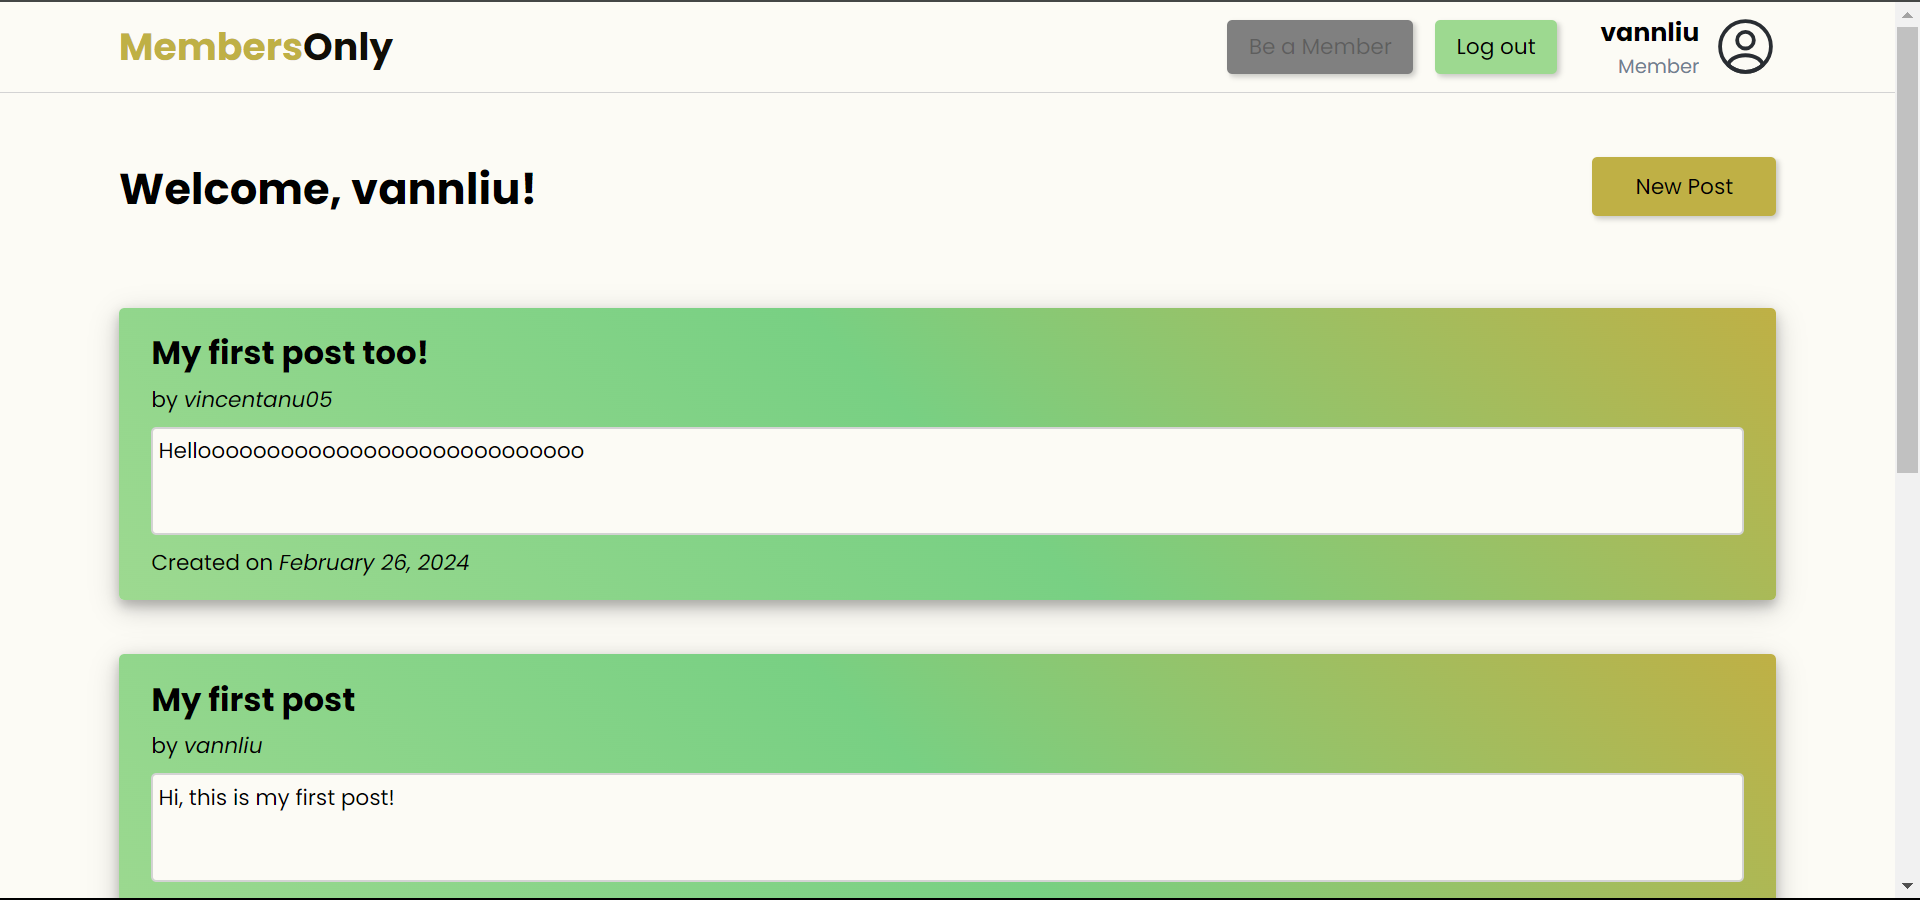 MembersOnly
Be a Member
Log out
vannliu
Member
Welcome, vannliu!
New Post
My first post too!
by vincentanu05
Helloooooooooooooooooooooooooooo
Created on February 26, 2024
My first post
by vannliu
Hi, this is my first post!